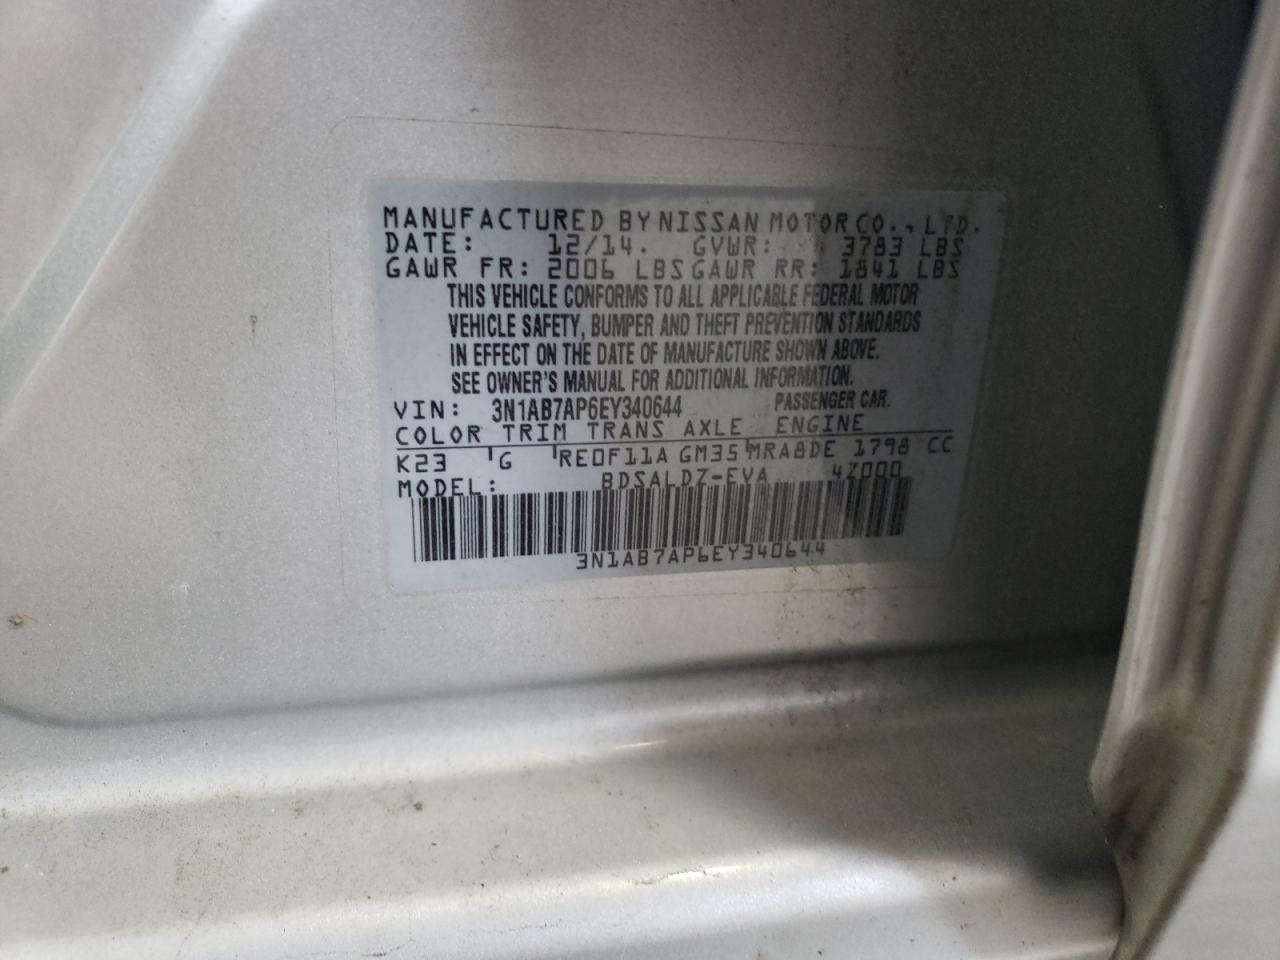 MANUFACTURED BY NISSAN MOTOR CO., LTD.
DATE: 12/14. GVWR: 3783 LBS
GAWR FR: 2006 LBS GAWR RR: 1841 LBS
THIS VEHICLE CONFORMS TO ALL APPLICABLE FEDERAL MOTOR
VEHICLE SAFETY, BUMPER AND THEFT PREVENTION STANDARDS
IN EFFECT ON THE DATE OF MANUFACTURE SHOWN ABOVE.
SEE OWNER'S MANUAL FOR ADDITIONAL INFORMATION.
VIN: 3N1AB7AP6EY340644 PASSENGER CAR.
COLOR TRIM TRANS AXLE ENGINE
K23 G RE0F11A GM35 MRA8DE 1798 CC
MODEL: BDSALDZ-EVA 4Z000
3N1AB7AP6EY340644